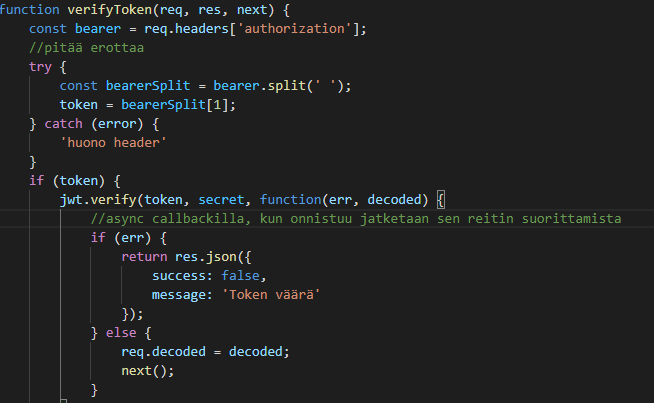 function verifyToken(req, res, next) {
    const bearer = req.headers['authorization'];
    //pitää erottaa
    try {
        const bearerSplit = bearer.split(' ');
        token = bearerSplit[1];
    } catch (error) {
        'huono header'
    }
    if (token) {
        jwt.verify(token, secret, function(err, decoded) {
            //async callbackilla, kun onnistuu jatketaan sen reitin suorittamista
            if (err) {
                return res.json({
                    success: false,
                    message: 'Token väärä'
                });
            } else {
                req.decoded = decoded;
                next();
            }